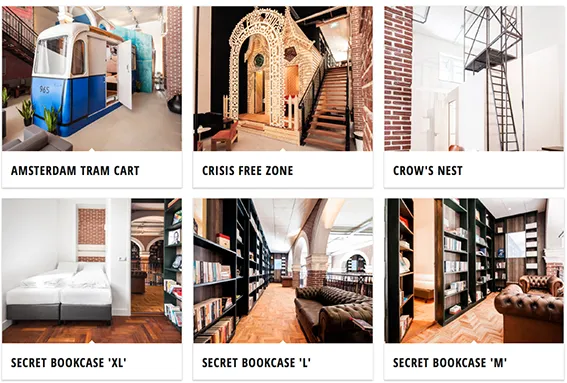 965
AMSTERDAM TRAM CART
CRISIS FREE ZONE
CROW'S NEST
SECRET BOOKCASE 'XL'
SECRET BOOKCASE 'L'
SECRET BOOKCASE 'M'